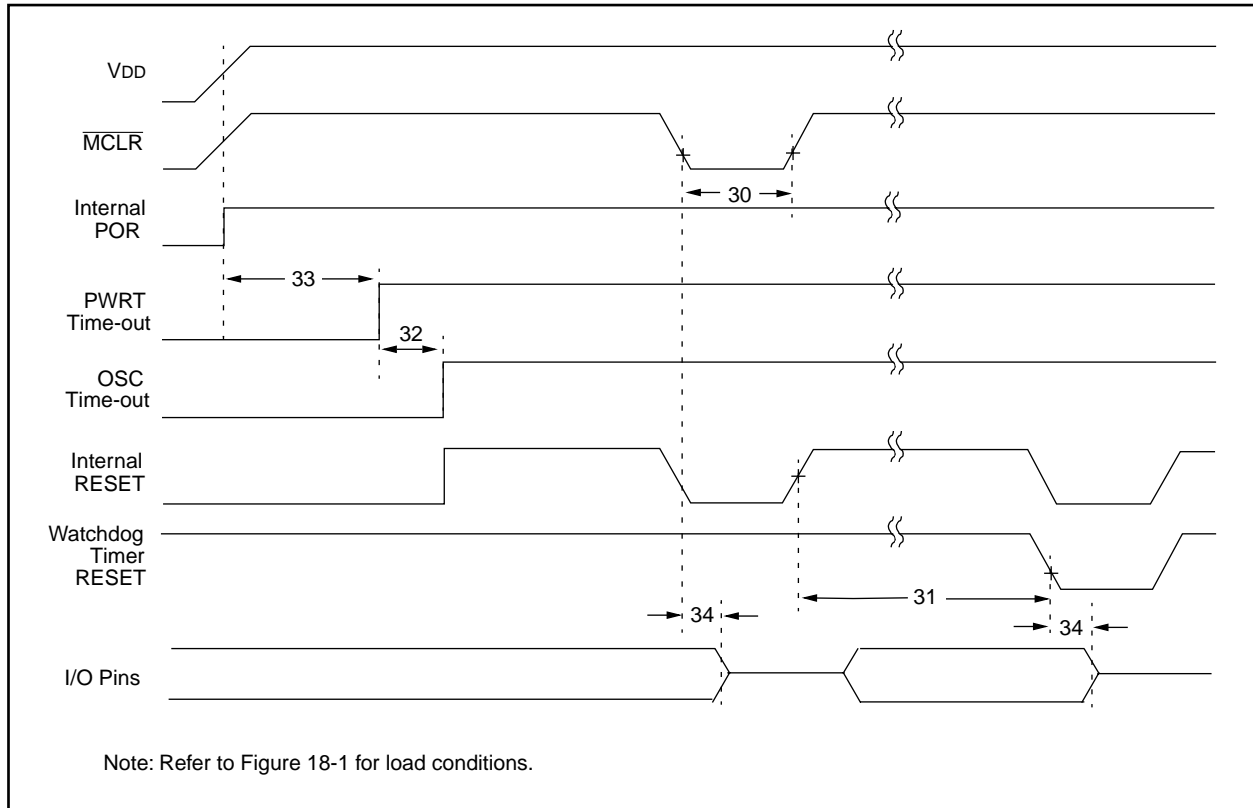 VDD
MCLR
30
Internal
POR
33
PWRT
Time-out
32
OSC
Time-out
Internal
RESET
Watchdog
Timer
RESET
31
34
34
I/O Pins
Note: Refer to Figure 18-1 for load conditions.